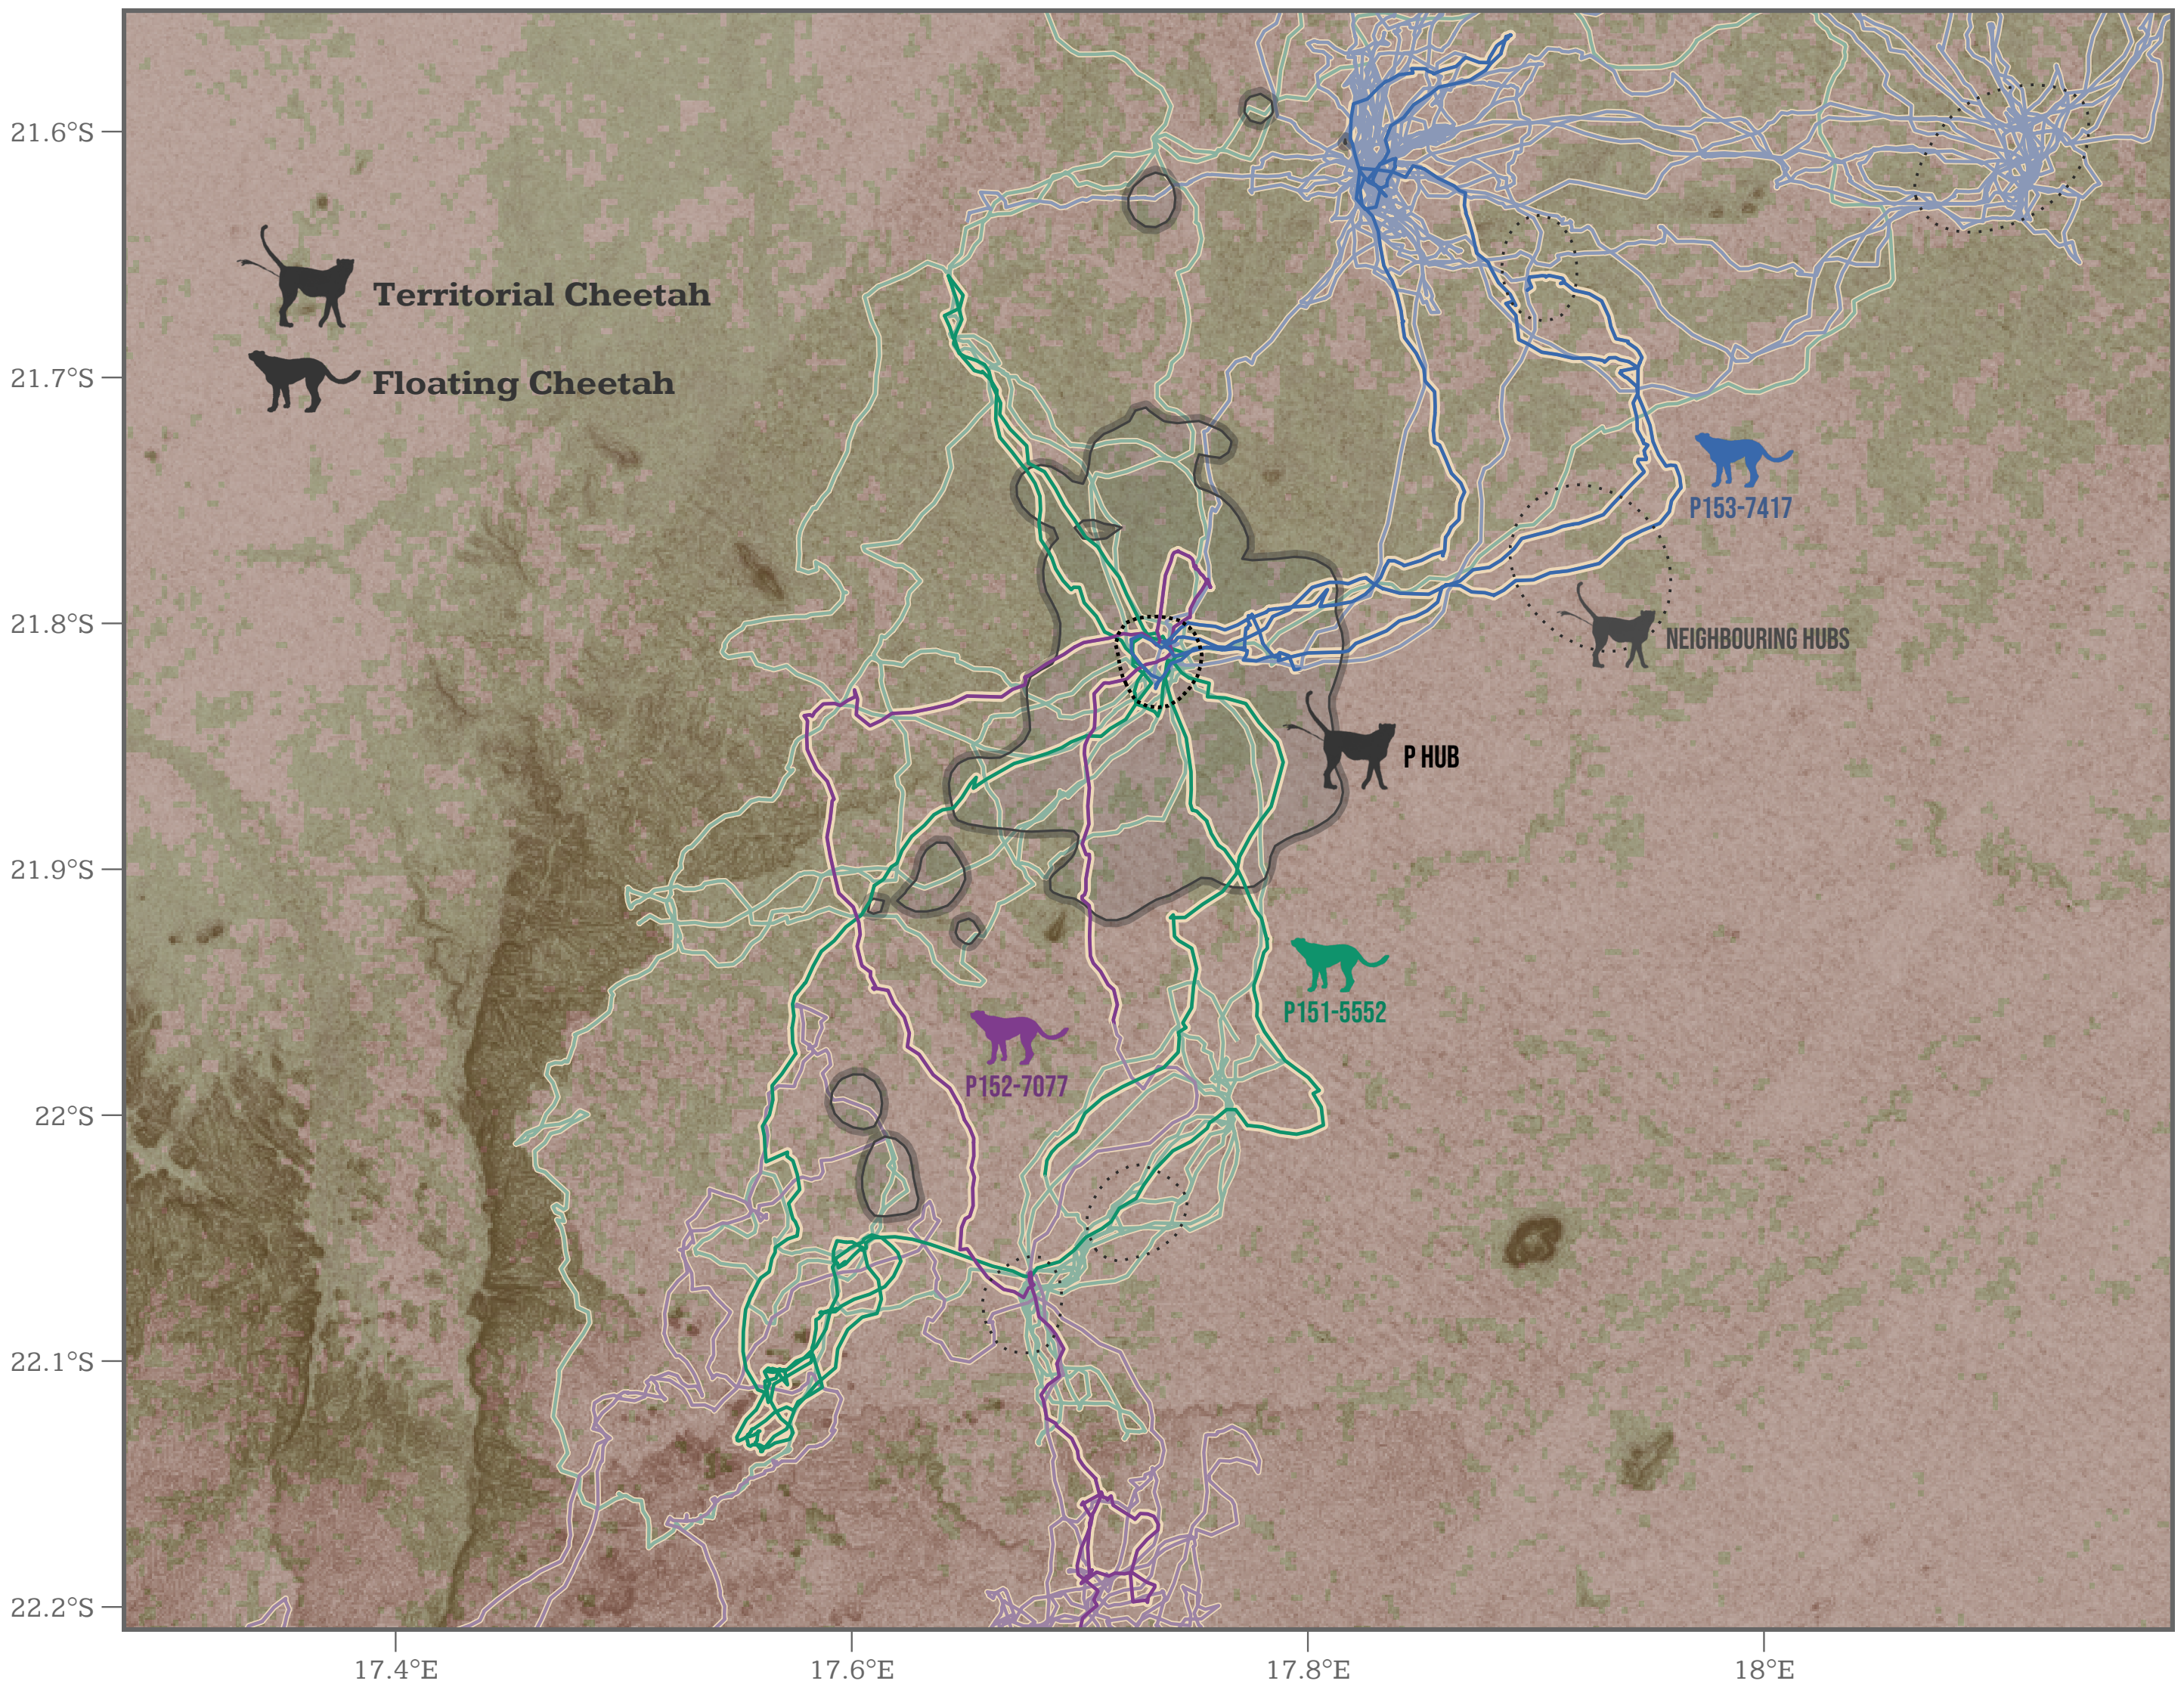 21.6°S
21.7°S
21.8°S
21.9°S
22°S
22.1°S
22.2°S
Territorial Cheetah
Floating Cheetah
P153-7417
NEIGHBOURING HUBS
P HUB
P151-5552
P152-7077
17.4°E
17.6°E
17.8°E
18°E